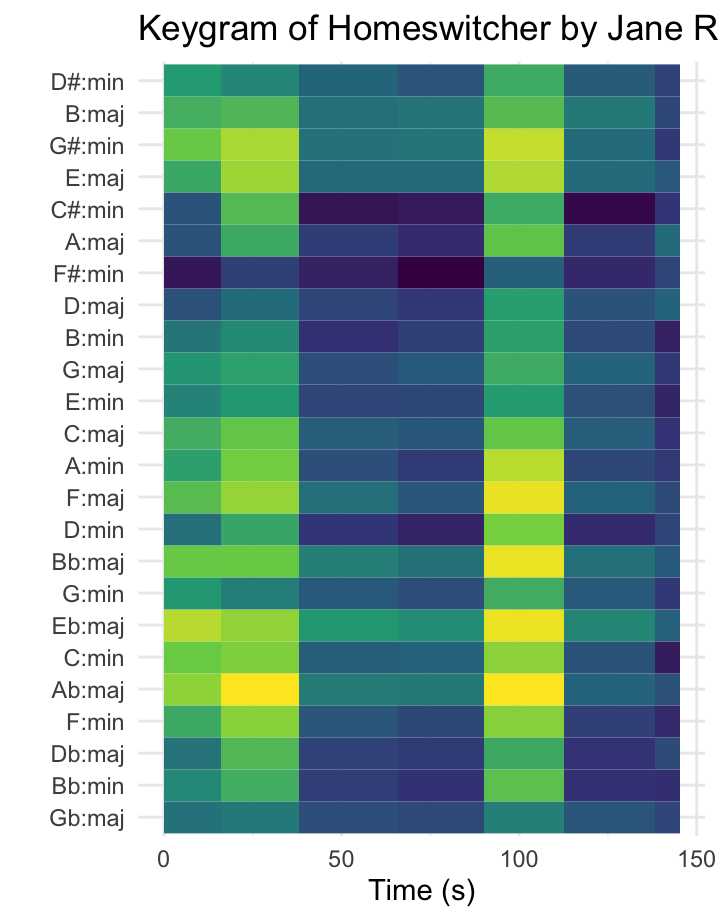 Keygram of Homeswitcher by Jane R
D#:min
B:maj
G#:min
E:maj
C#:min
A:maj
F#:min
D:maj
B:min
G:maj
E:min
C:maj
A:min
F:maj
D:min
Bb:maj
G:min
Eb:maj
C:min
Ab:maj
F:min
Db:maj
Bb:min
Gb:maj
0 50 100 150
Time (s)